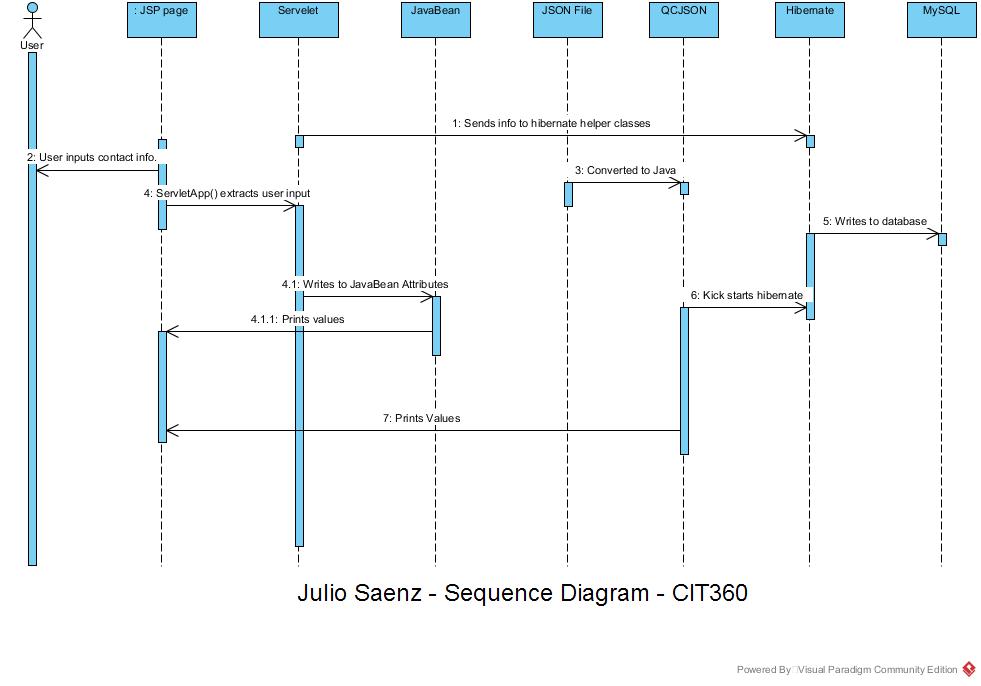 : JSP page
Servelet
JavaBean
JSON File
QCJSON
Hibernate
MySQL
User
1: Sends info to hibernate helper classes
2: User inputs contact info.
3: Converted to Java
4: ServletApp() extracts user input
5: Writes to database
4.1: Writes to JavaBean Attributes
6: Kick starts hibernate
4.1.1: Prints values
7: Prints Values
Julio Saenz - Sequence Diagram - CIT360
Powered By Visual Paradigm Community Edition